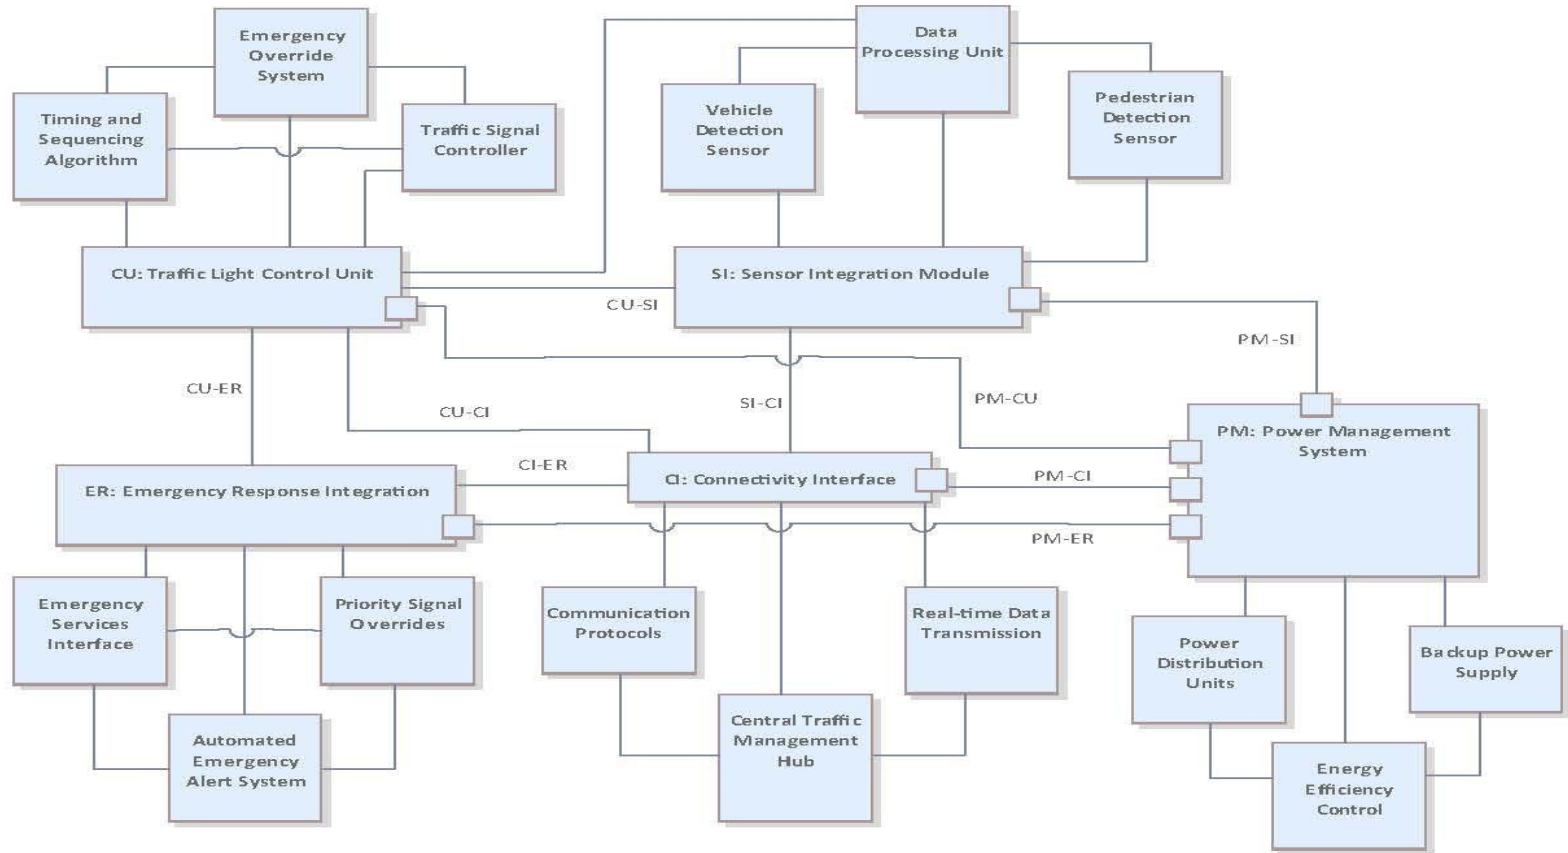 Emergency
Override
System
Data
Processing Unit
Timing and
Sequencing
Algorithm
Traffic Signal
Controller
Vehicle
Detection
Sensor
Pedestrian
Detection
Sensor
CU: Traffic Light Control Unit
SI: Sensor Integration Module
CU-SI
PM-SI
CU-ER
CU-CI
SI-CI
PM-CU
PM: Power Management
System
CI-ER
ER: Emergency Response Integration
CI: Connectivity Interface
PM-CI
PM-ER
Emergency
Services
Interface
Priority Signal
Overrides
Communication
Protocols
Real-time Data
Transmission
Power
Distribution
Units
Backup Power
Supply
Automated
Emergency
Alert System
Central Traffic
Management
Hub
Energy
Efficiency
Control